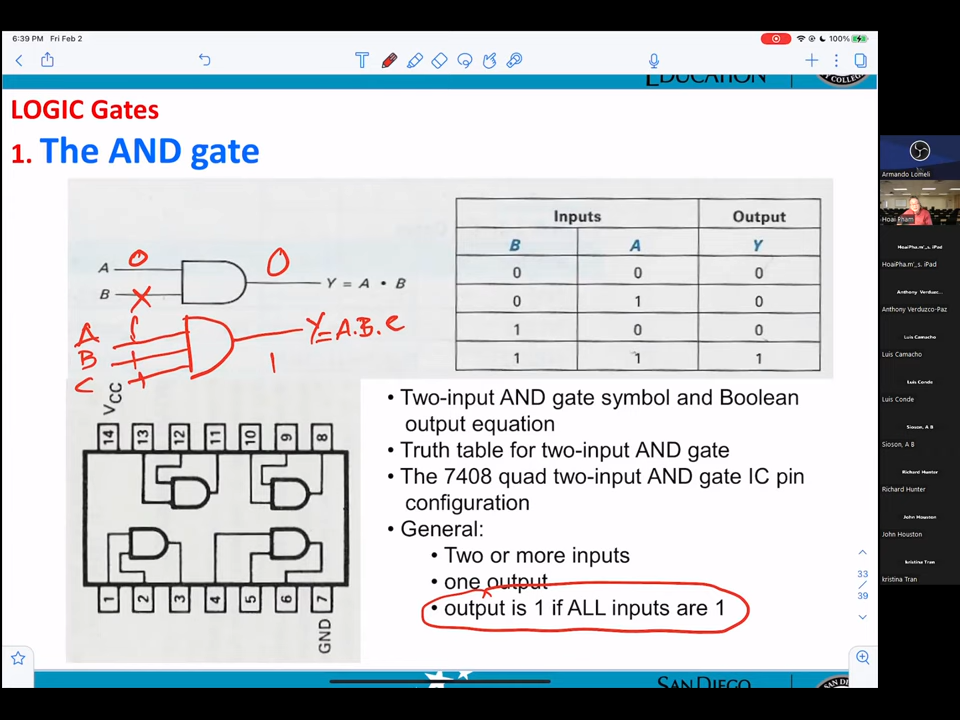 6:39 PM Fri Feb 2
100%
EDUCATION
COLLEGE
LOGIC Gates
1. The AND gate
A
B
0
X
0
Y = A • B
A
B
C
1
1
1
Y=A.B.C
1
Inputs Output
B A Y
0 0 0
0 1 0
1 0 0
1 1 1
VCC
14 13 12 11 10 9 8
1 2 3 4 5 6 7
GND
• Two-input AND gate symbol and Boolean
output equation
• Truth table for two-input AND gate
• The 7408 quad two-input AND gate IC pin
configuration
• General:
• Two or more inputs
• one output
• output is 1 if ALL inputs are 1
33
/
39
SAN DIEGO
Armando Lomeli
Hoai Pham
HoaiPha.m'_s. iPad
HoaiPha.m'_s. iPad
Anthony Verduzco-...
Anthony Verduzco-Paz
Luis Camacho
Luis Camacho
Luis Conde
Luis Conde
Sioson, A B
Sioson, A B
Richard Hunter
Richard Hunter
John Houston
John Houston
kristina Tran
kristina Tran